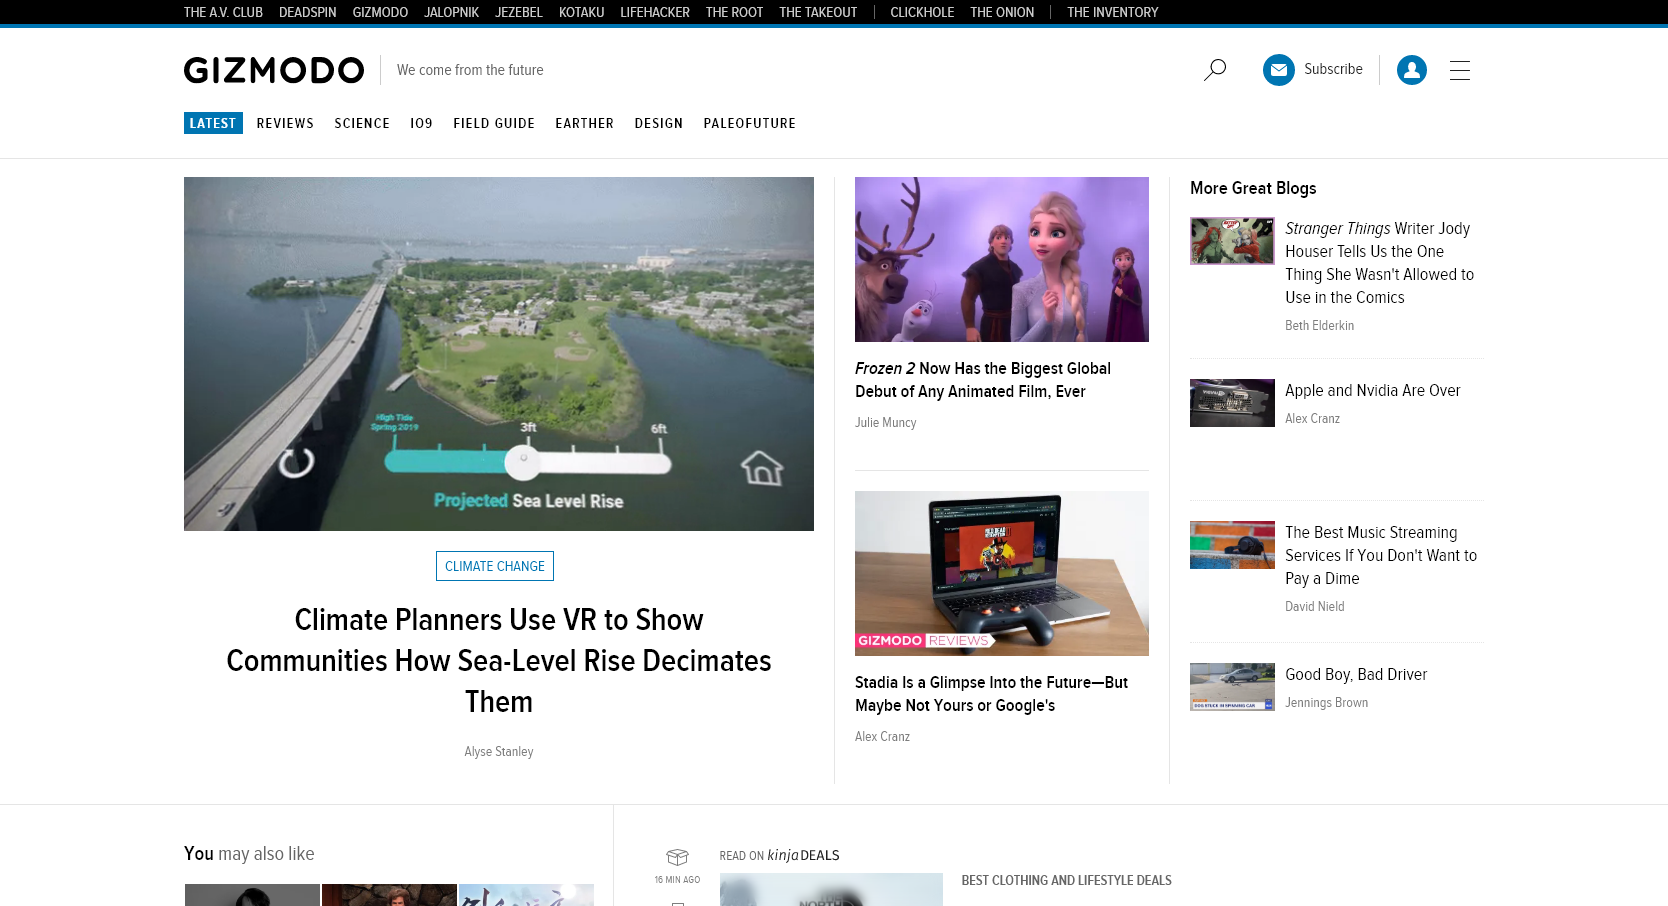 THE A.V. CLUB DEADSPIN GIZMODO JALOPNIK JEZEBEL KOTAKU LIFEHACKER THE ROOT THE TAKEOUT CLICKHOLE THE ONION THE INVENTORY
GIZMODO We come from the future Subscribe
LATEST REVIEWS SCIENCE IO9 FIELD GUIDE EARTHER DESIGN PALEOFUTURE
High Tide
Spring 2019
3ft
6ft
Projected Sea Level Rise
CLIMATE CHANGE
Climate Planners Use VR to Show
Communities How Sea-Level Rise Decimates
Them
Alyse Stanley
Frozen 2 Now Has the Biggest Global
Debut of Any Animated Film, Ever
Julie Muncy
GIZMODO REVIEWS
Stadia Is a Glimpse Into the Future—But
Maybe Not Yours or Google's
Alex Cranz
More Great Blogs
Stranger Things Writer Jody
Houser Tells Us the One
Thing She Wasn't Allowed to
Use in the Comics
Beth Elderkin
Apple and Nvidia Are Over
Alex Cranz
The Best Music Streaming
Services If You Don't Want to
Pay a Dime
David Nield
DOG STUCK IN SPINNING CAR
Good Boy, Bad Driver
Jennings Brown
You may also like
16 MIN AGO
READ ON kinja DEALS
BEST CLOTHING AND LIFESTYLE DEALS